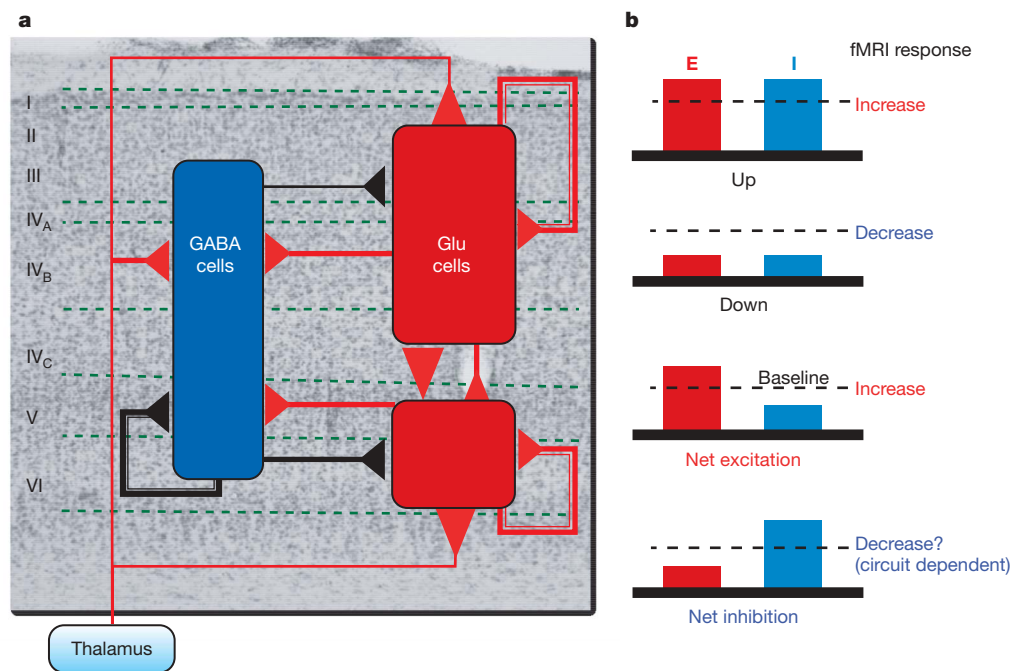 a
I
II
III
IVA
IVB
IVC
V
VI
GABA
cells
Glu
cells
Thalamus
b
fMRI response
E
I
Increase
Up
Decrease
Down
Baseline
Increase
Net excitation
Decrease?
(circuit dependent)
Net inhibition